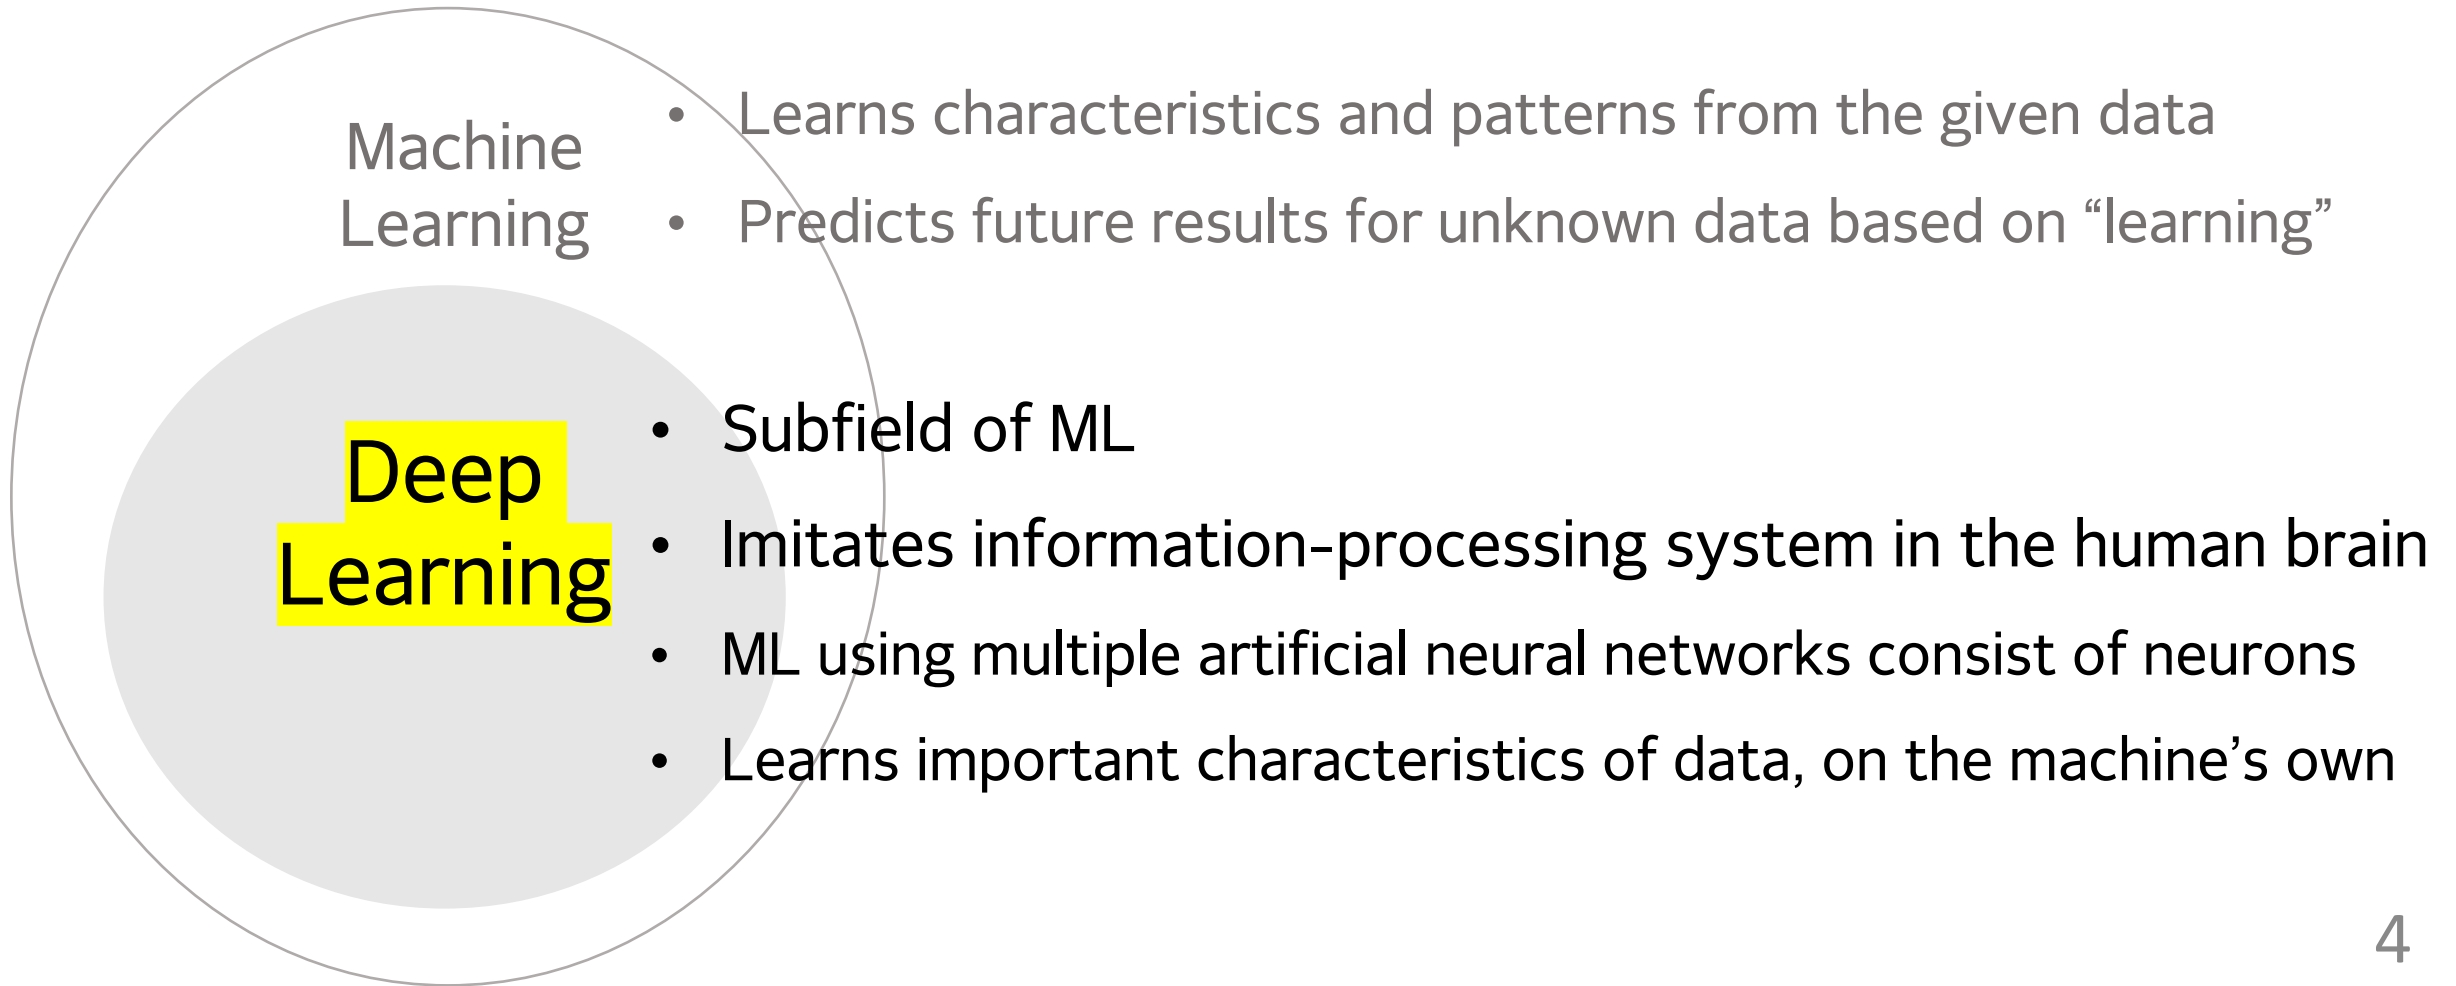 Machine
Learning
• Learns characteristics and patterns from the given data
• Predicts future results for unknown data based on “learning”
Deep
Learning
• Subfield of ML
• Imitates information-processing system in the human brain
• ML using multiple artificial neural networks consist of neurons
• Learns important characteristics of data, on the machine’s own
4